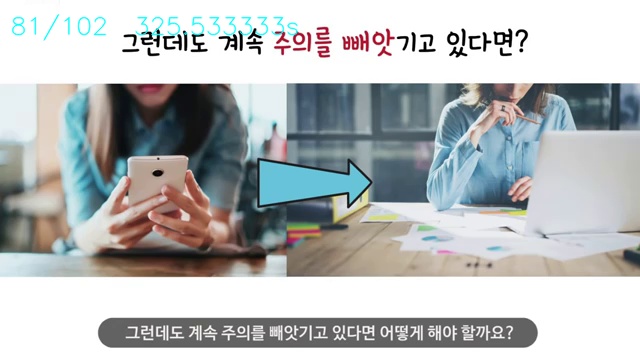 81/102 325.533333s
그런데도 계속 주의를 빼앗기고 있다면?
그런데도 계속 주의를 빼앗기고 있다면 어떻게 해야 할까요?